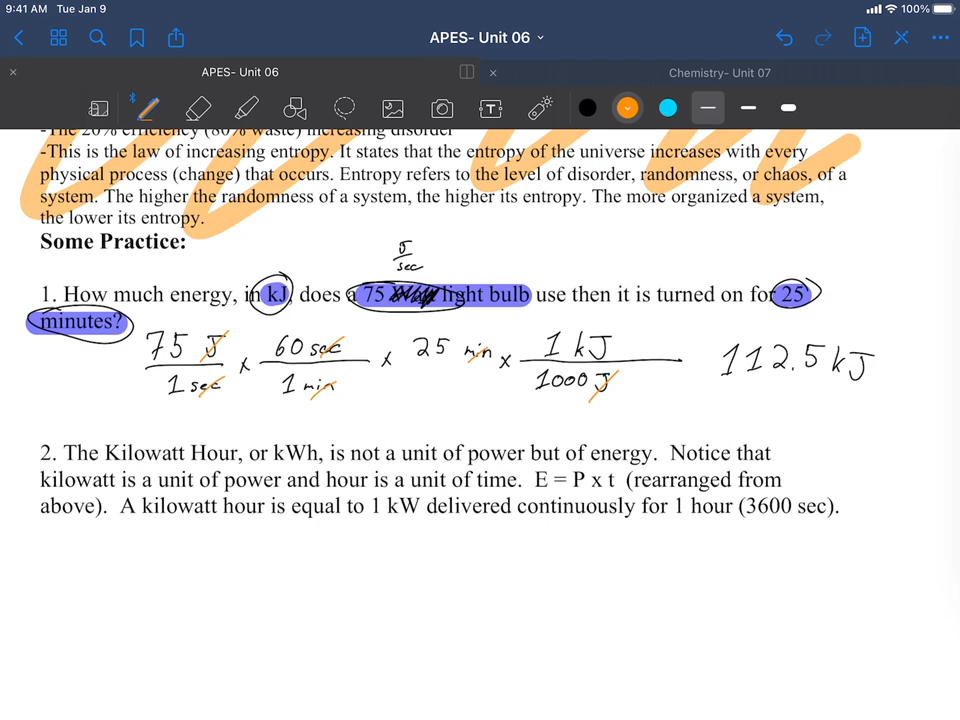 9:41 AM Tue Jan 9
100%
APES- Unit 06
APES- Unit 06
Chemistry- Unit 07
-The 20% efficiency (80% waste) increasing disorder
-This is the law of increasing entropy. It states that the entropy of the universe increases with every
physical process (change) that occurs. Entropy refers to the level of disorder, randomness, or chaos, of a
system. The higher the randomness of a system, the higher its entropy. The more organized a system,
the lower its entropy.
Some Practice:
J
sec
1. How much energy, in kJ, does a 75 light bulb use then it is turned on for 25
minutes?
75 J x 60 sec x 25 min x 1 kJ 112.5 kJ
1 sec 1 min 1000 J
2. The Kilowatt Hour, or kWh, is not a unit of power but of energy. Notice that
kilowatt is a unit of power and hour is a unit of time. E = P x t (rearranged from
above). A kilowatt hour is equal to 1 kW delivered continuously for 1 hour (3600 sec).